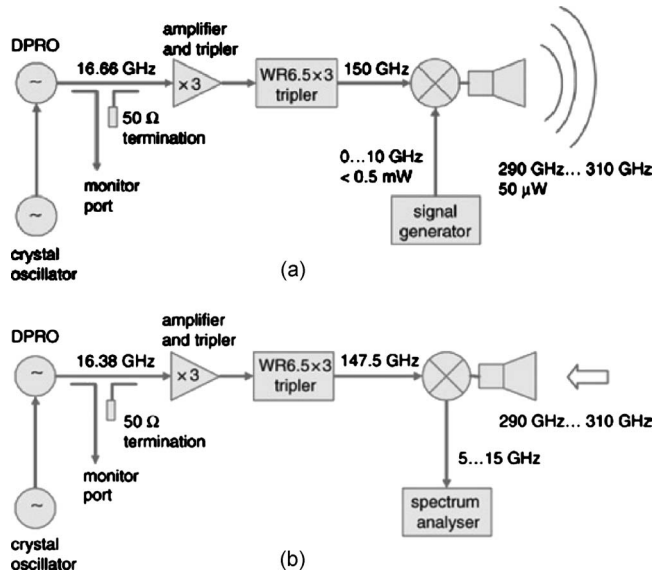 DPRO
16.66 GHz
amplifier
and tripler
×3
WR6.5×3
tripler
150 GHz
~
50 Ω
termination
monitor
port
~
crystal
oscillator
0...10 GHz
< 0.5 mW
signal
generator
290 GHz... 310 GHz
50 μW
(a)
DPRO
16.38 GHz
amplifier
and tripler
×3
WR6.5×3
tripler
147.5 GHz
~
50 Ω
termination
monitor
port
~
crystal
oscillator
290 GHz... 310 GHz
5...15 GHz
spectrum
analyser
(b)